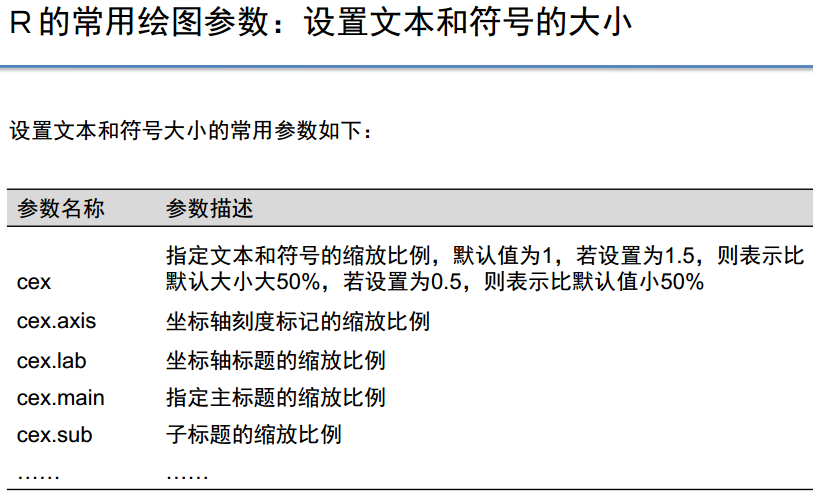 R 的常用绘图参数：设置文本和符号的大小
设置文本和符号大小的常用参数如下：
参数名称 参数描述
指定文本和符号的缩放比例，默认值为1，若设置为1.5，则表示比
cex 默认大小大50%，若设置为0.5，则表示比默认值小50%
cex.axis 坐标轴刻度标记的缩放比例
cex.lab 坐标轴标题的缩放比例
cex.main 指定主标题的缩放比例
cex.sub 子标题的缩放比例
…… ……